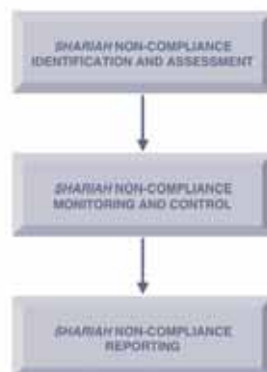 SHARIAH NON-COMPLIANCE
IDENTIFICATION AND ASSESSMENT
SHARIAH NON-COMPLIANCE
MONITORING AND CONTROL
SHARIAH NON-COMPLIANCE
REPORTING